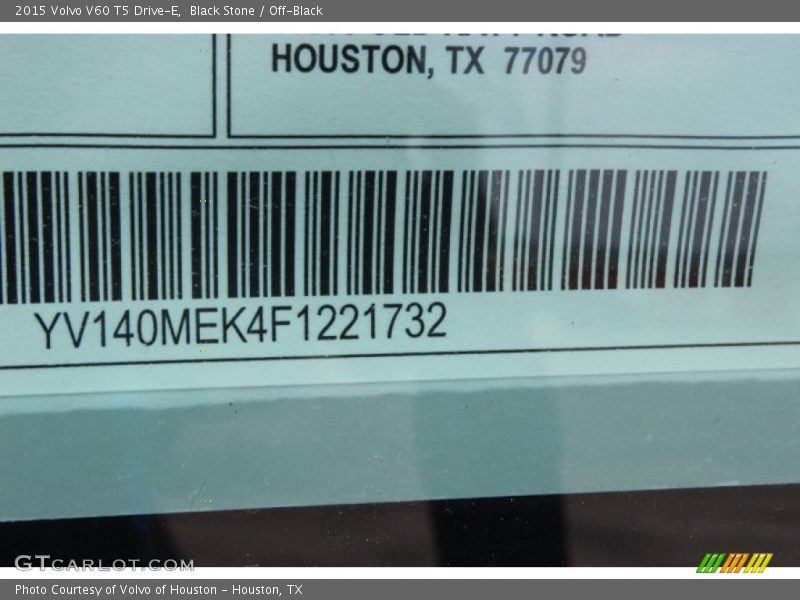 2015 Volvo V60 T5 Drive-E, Black Stone / Off-Black
HOUSTON, TX 77079
YV140MEK4F1221732
GTCARLOT.COM
Photo Courtesy of Volvo of Houston - Houston, TX